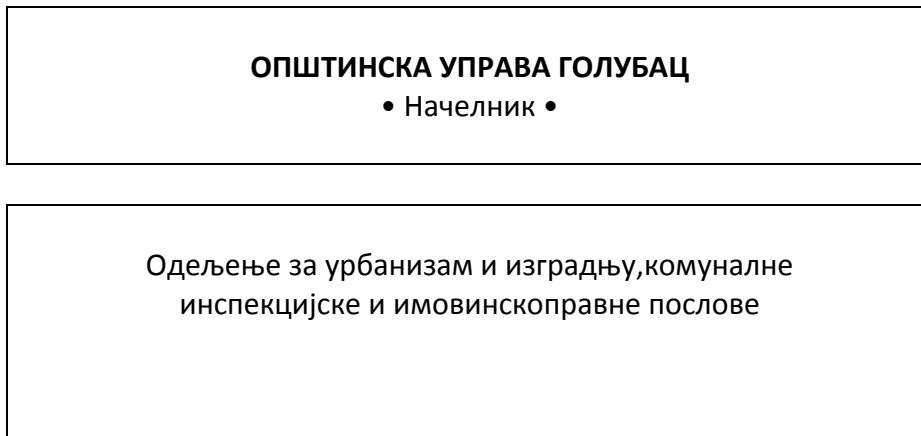 ОПШТИНСКА УПРАВА ГОЛУБАЦ
• Начелник •
Одељење за урбанизам и изградњу,комуналне
инспекцијске и имовинскоправне послове